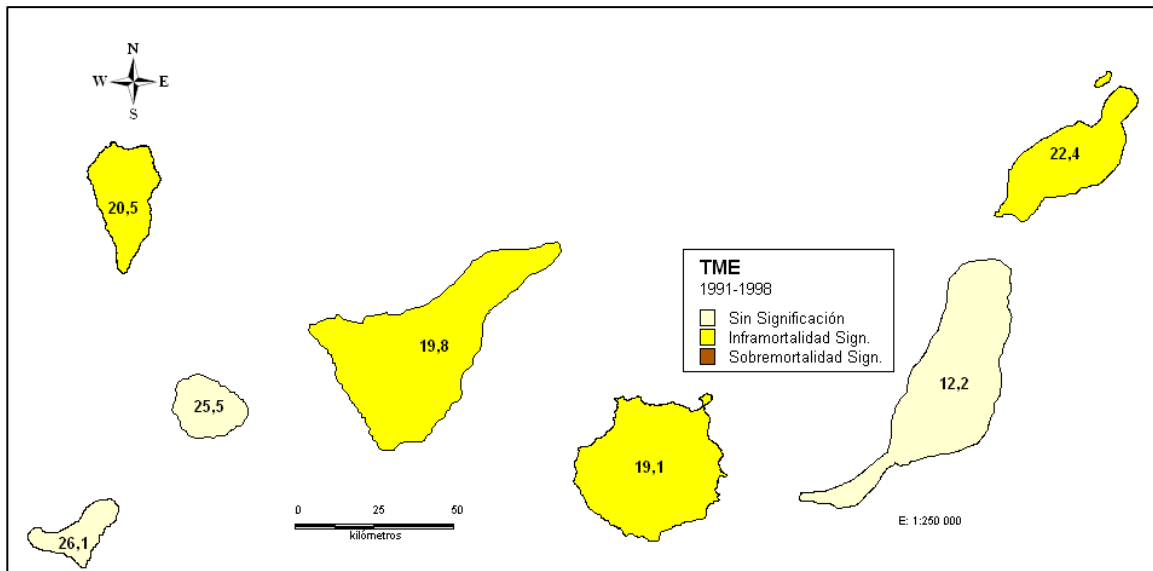 N
W E
S
22,4
20,5
TME
1991-1998
Sin Significación
Inframortalidad Sign.
Sobremortalidad Sign.
19,8
12,2
25,5
19,1
0 25 50
kilómetros
E: 1:250 000
26,1